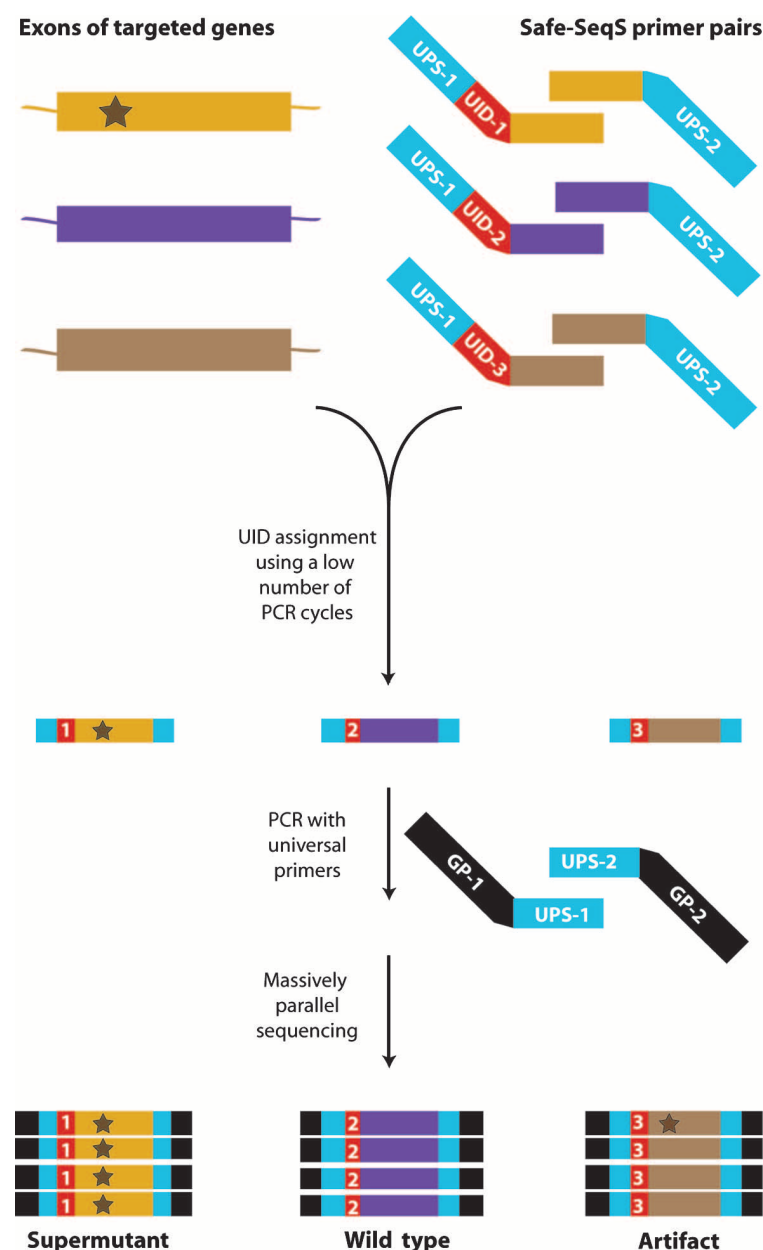 Exons of targeted genes
Safe-SeqS primer pairs
UPS-1
UID-1
UPS-2
UPS-1
UID-2
UPS-2
UPS-1
UID-3
UPS-2
UID assignment
using a low
number of
PCR cycles
1
2
3
PCR with
universal
primers
GP-1
UPS-1
UPS-2
GP-2
Massively
parallel
sequencing
1
1
1
1
2
2
2
2
3
3
3
3
Supermutant
Wild type
Artifact